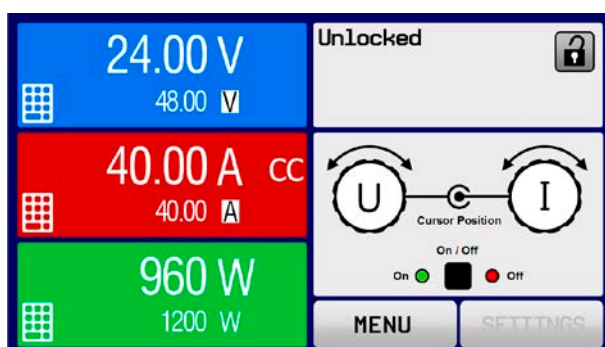 24.00 V
48.00 V
40.00 A CC
40.00 A
960 W
1200 W
Unlocked
U I
Cursor Position
On / Off
On Off
MENU SETTINGS